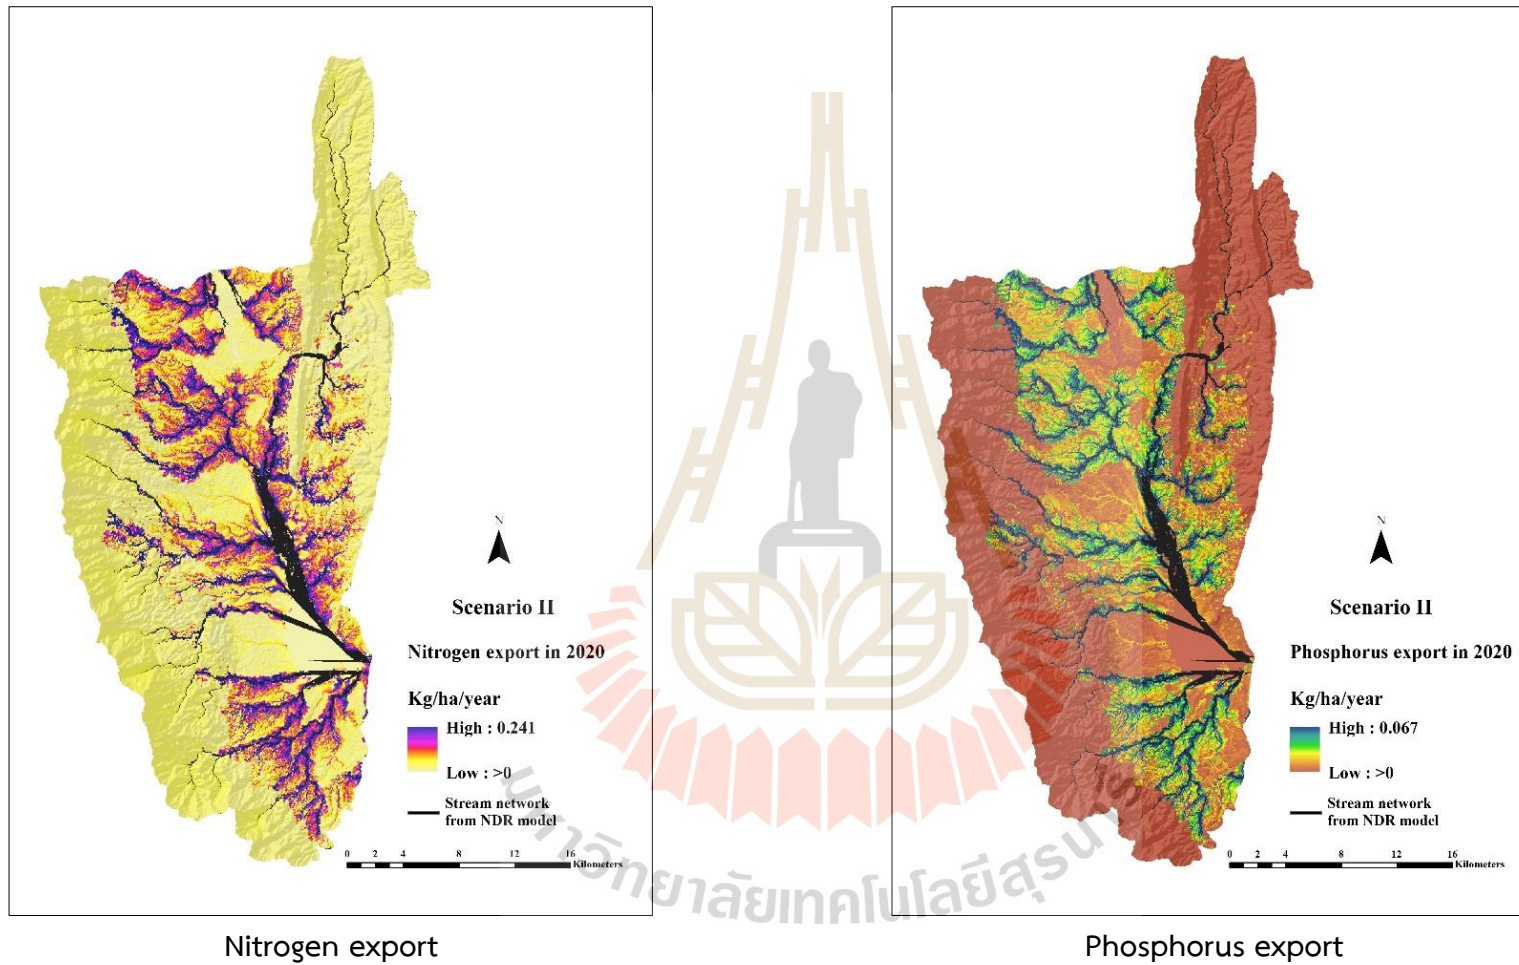 N
Scenario II
Nitrogen export in 2020
Kg/ha/year
High : 0.241
Low : >0
Stream network
from NDR model
0 2 4 8 12 16
Kilometers
Nitrogen export
N
Scenario II
Phosphorus export in 2020
Kg/ha/year
High : 0.067
Low : >0
Stream network
from NDR model
0 2 4 8 12 16
Kilometers
Phosphorus export
มหาวิทยาลัยเทคโนโลยีสุรนารี